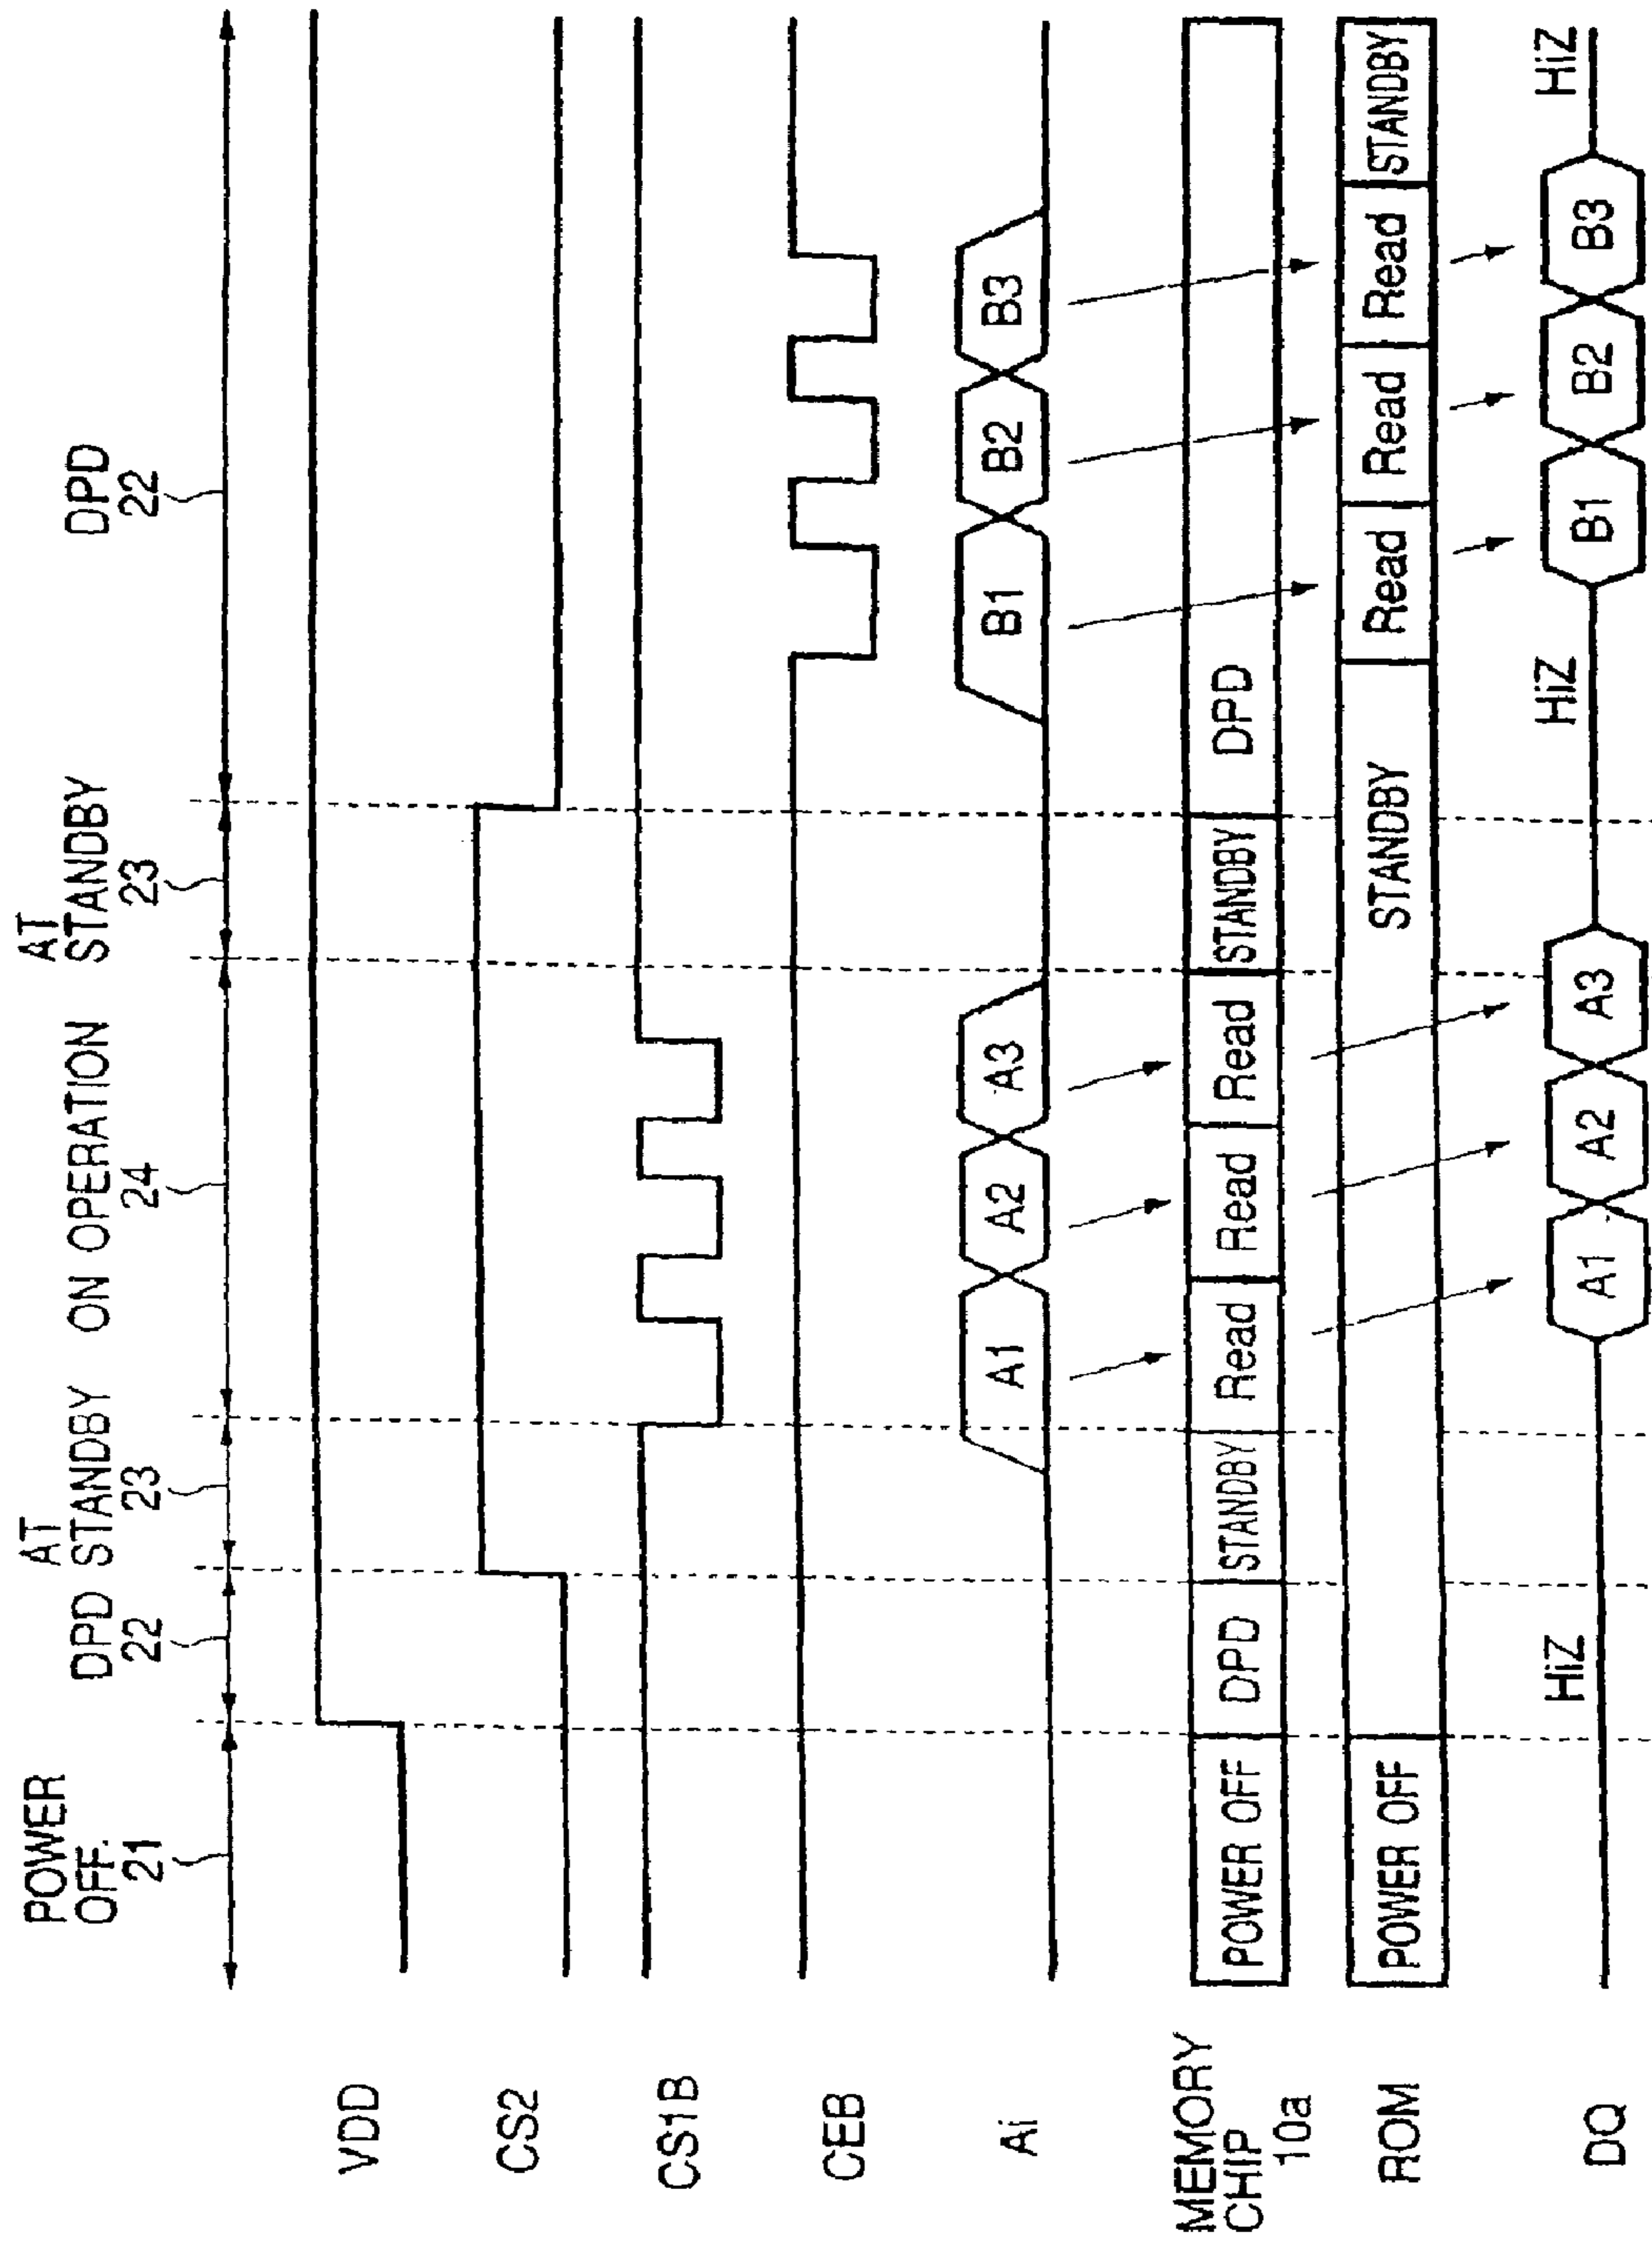 POWER
OFF.
21
DPD
22
AT
STANDBY
23
ON OPERATION
24
AT
STANDBY
23
DPD
22
VDD
CS2
CS1B
CEB
Ai
A1
A2
A3
B1
B2
B3
MEMORY
CHIP
10a
POWER OFF
DPD
STANDBY
Read
Read
Read
STANDBY
DPD
ROM
POWER OFF
STANDBY
Read
Read
Read
STANDBY
DQ
HiZ
A1
A2
A3
HiZ
B1
B2
B3
HiZ